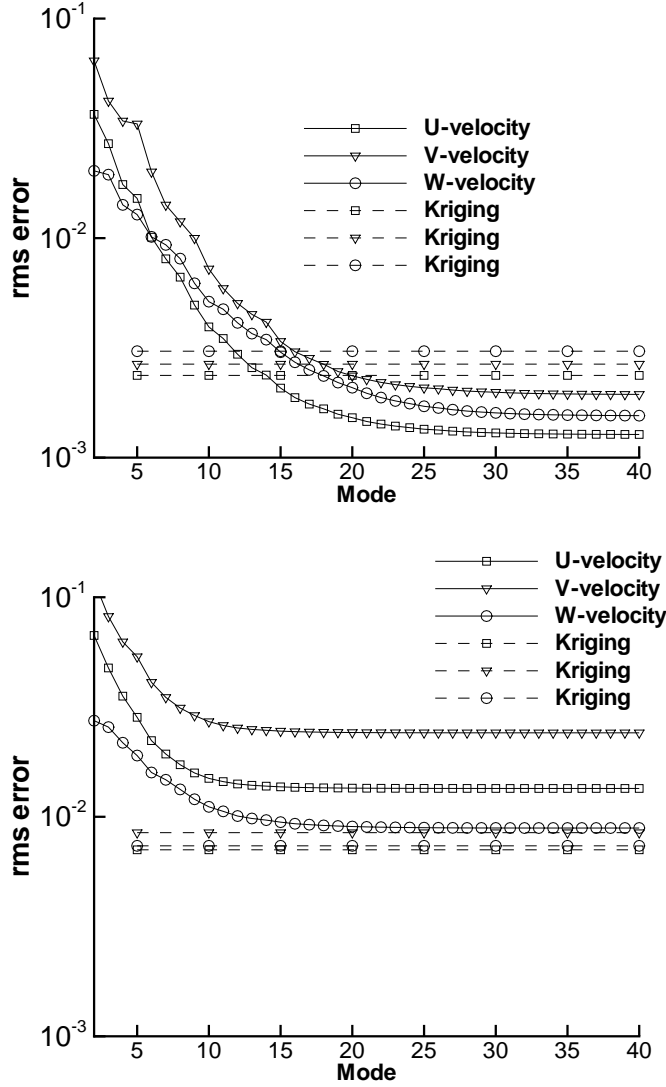 10-1
U-velocity
V-velocity
W-velocity
Kriging
Kriging
Kriging
10-2
rms error
10-3
5 10 15 20 25 30 35 40
Mode
U-velocity
V-velocity
W-velocity
Kriging
Kriging
Kriging
10-1
10-2
rms error
10-3
5 10 15 20 25 30 35 40
Mode